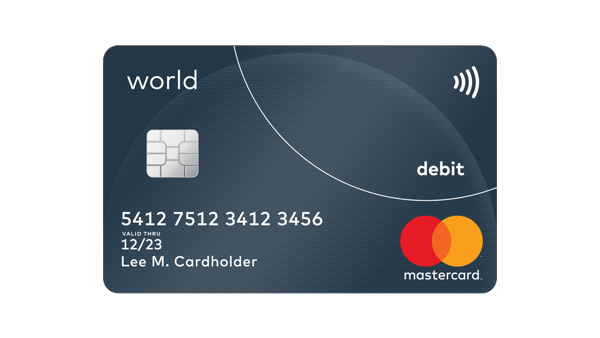 world
debit
5412 7512 3412 3456
VALID THRU
12/23
Lee M. Cardholder
mastercard.